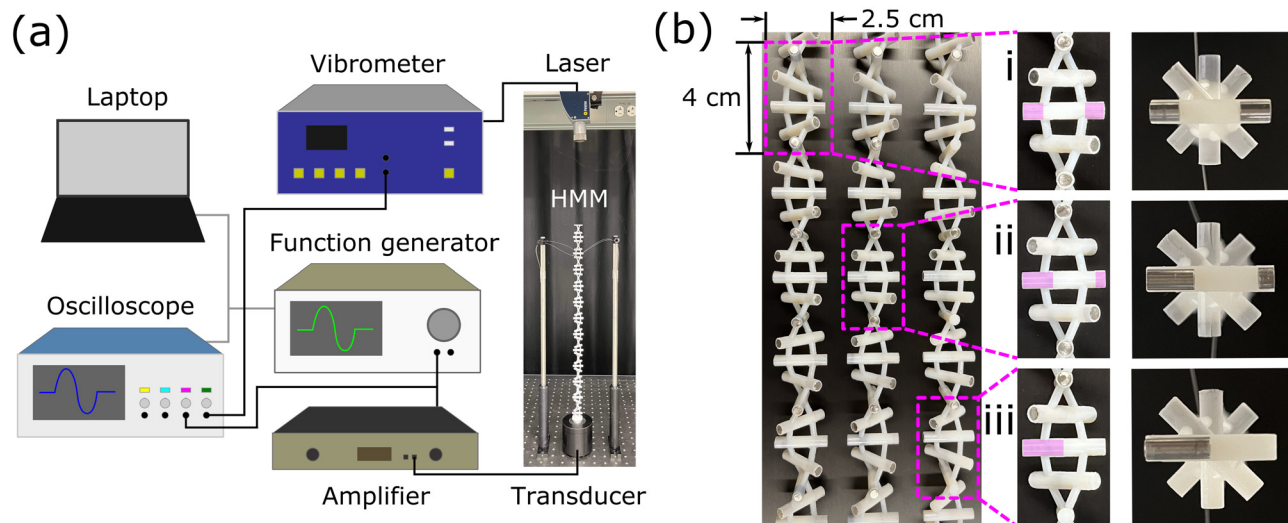 (a)
Vibrometer
Laser
Laptop
HMM
Function generator
Oscilloscope
Amplifier
Transducer
(b)
2.5 cm
4 cm
i
ii
iii